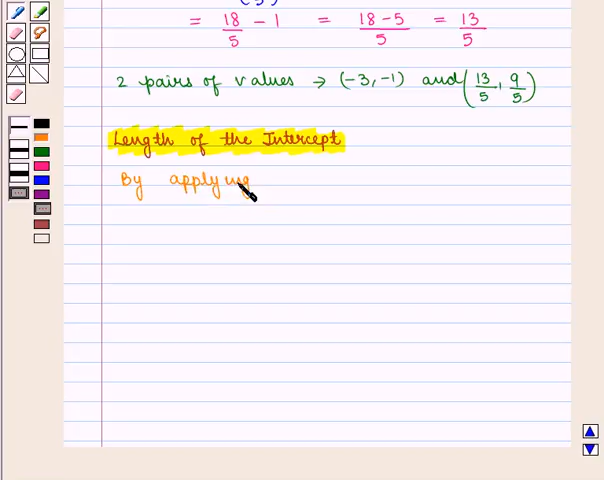 = 18/5 - 1 = 18-5/5 = 13/5
2 pairs of values → (-3,-1) and (13/5, 9/5)
Length of the Intercept
By applying